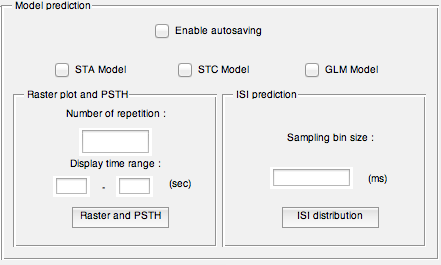 Model prediction
Enable autosaving
STA Model
STC Model
GLM Model
Raster plot and PSTH
Number of repetition :
Display time range :
- (sec)
Raster and PSTH
ISI prediction
Sampling bin size :
(ms)
ISI distribution